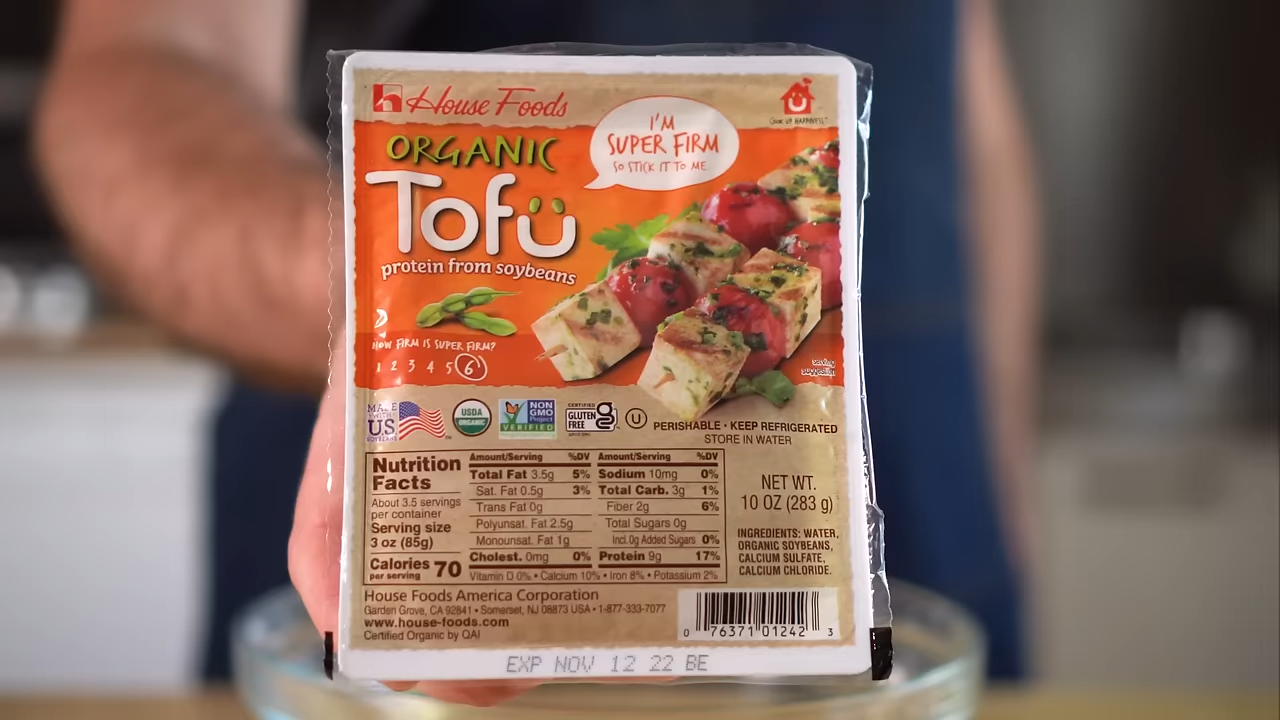 House Foods
I'M
SUPER FIRM
SO STICK IT TO ME.
COOK UP HAPPINESS
ORGANIC
Tofü
protein from soybeans
HOW FIRM IS SUPER FIRM?
1 2 3 4 5 6
serving
suggestion
MADE
WITH
U.S.
SOYBEANS
USDA
ORGANIC
NON
GMO
Project
VERIFIED
CERTIFIED
GLUTEN
FREE
U
PERISHABLE • KEEP REFRIGERATED
STORE IN WATER
Nutrition
Facts
About 3.5 servings
per container
Serving size
3 oz (85g)
Calories 70
per serving
Amount/Serving %DV
Total Fat 3.5g 5%
Sat. Fat 0.5g 3%
Trans Fat 0g
Polyunsat. Fat 2.5g
Monounsat. Fat 1g
Cholest. 0mg 0%
Amount/Serving %DV
Sodium 10mg 0%
Total Carb. 3g 1%
Fiber 2g 6%
Total Sugars 0g
Incl.0g Added Sugars 0%
Protein 9g 17%
Vitamin D 0% • Calcium 10% • Iron 8% • Potassium 2%
NET WT.
10 OZ (283 g)
INGREDIENTS: WATER,
ORGANIC SOYBEANS,
CALCIUM SULFATE,
CALCIUM CHLORIDE.
House Foods America Corporation
Garden Grove, CA 92841 • Somerset, NJ 08873 USA • 1-877-333-7077
www.house-foods.com
Certified Organic by QAI
0 76371 01242 3
EXP NOV 12 22 BE